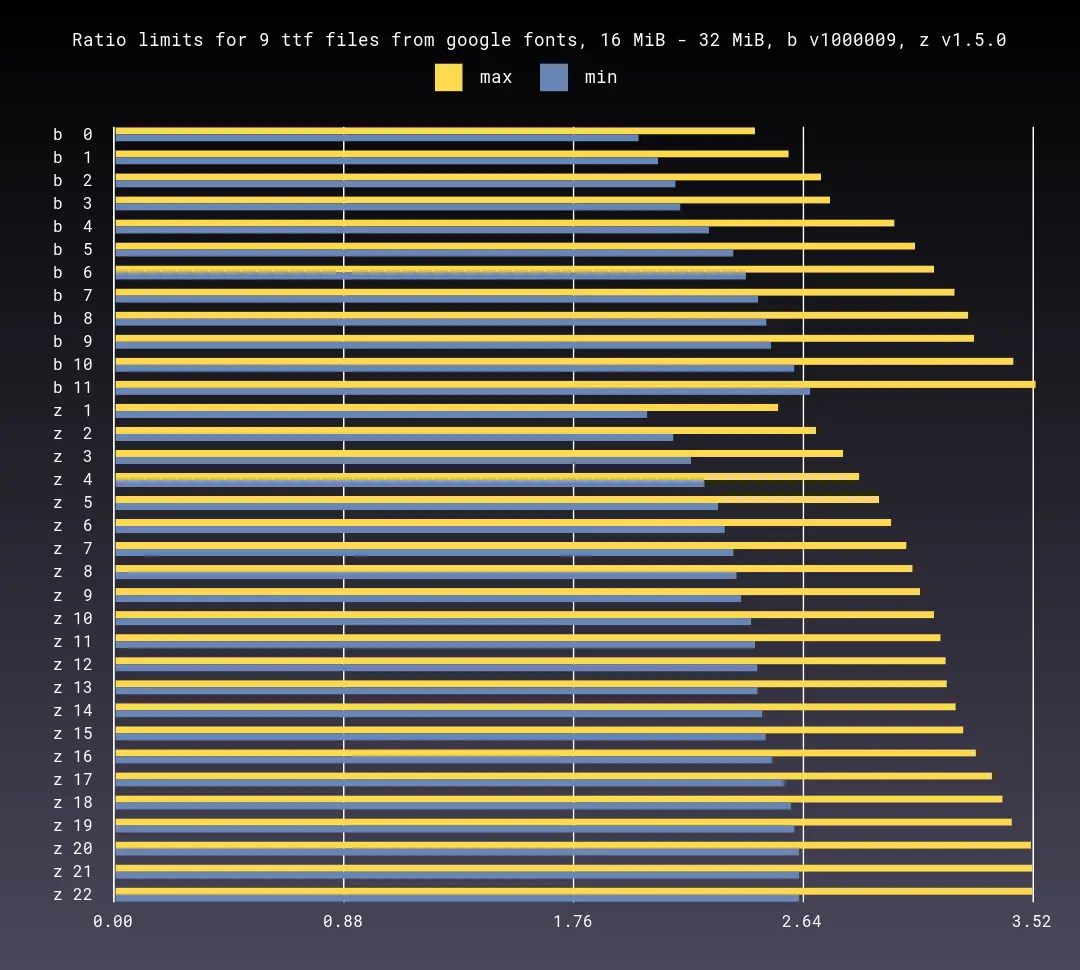 Ratio limits for 9 ttf files from google fonts, 16 MiB - 32 MiB, b v1000009, z v1.5.0
max min
b 0
b 1
b 2
b 3
b 4
b 5
b 6
b 7
b 8
b 9
b 10
b 11
z 1
z 2
z 3
z 4
z 5
z 6
z 7
z 8
z 9
z 10
z 11
z 12
z 13
z 14
z 15
z 16
z 17
z 18
z 19
z 20
z 21
z 22
0.00 0.88 1.76 2.64 3.52